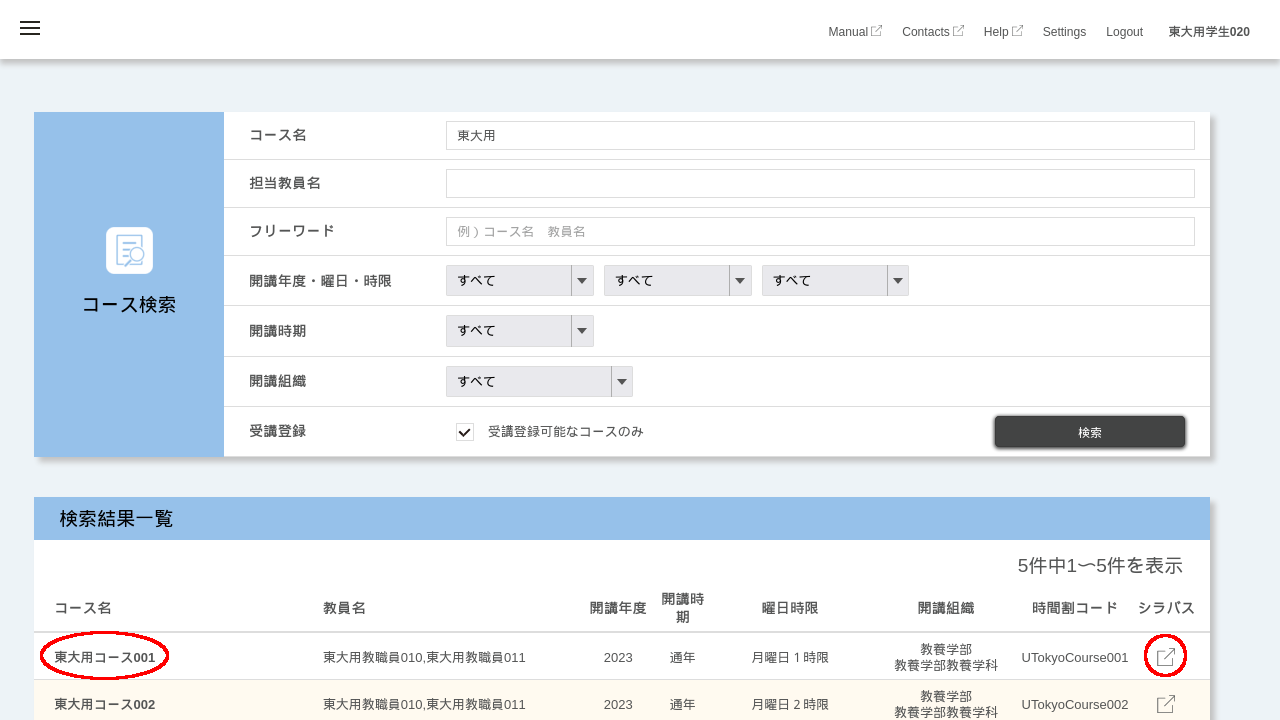 Manual Contacts Help Settings Logout 東大用学生020
コース検索
コース名 東大用
担当教員名
フリーワード 例 ) コース名 教員名
開講年度・曜日・時限 すべて すべて すべて
開講時期 すべて
開講組織 すべて
受講登録 受講登録可能なコースのみ 検索
検索結果一覧
5件中1〜5件を表示
コース名 教員名 開講年度 開講時期 曜日時限 開講組織 時間割コード シラバス
東大用コース001 東大用教職員010,東大用教職員011 2023 通年 月曜日 1 時限 教養学部 教養学部教養学科 UTokyoCourse001
東大用コース002 東大用教職員010,東大用教職員011 2023 通年 月曜日 2 時限 教養学部 教養学部教養学科 UTokyoCourse002